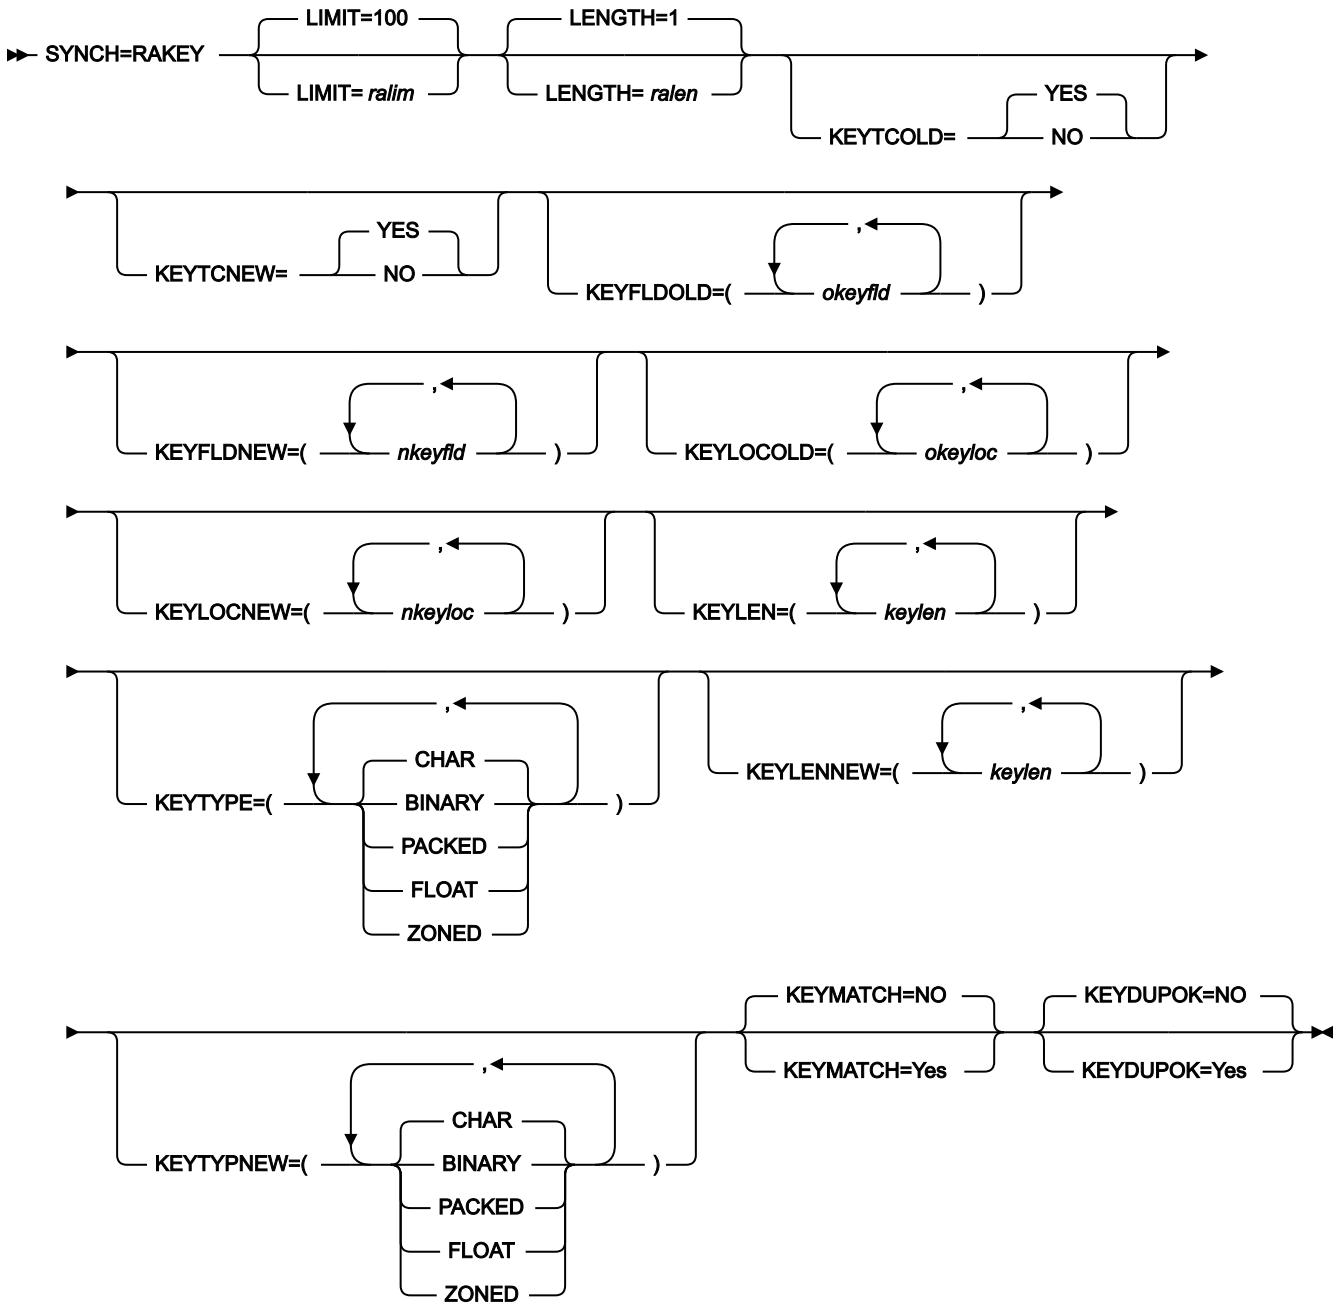 LIMIT=100 LENGTH=1
SYNCH=RAKEY
LIMIT= ralim LENGTH= ralen YES
KEYTCOLD= NO
YES ,
KEYTCNEW= NO
KEYFLDOLD=( okeyfld )
, ,
KEYFLDNEW=( nkeyfld ) KEYLOCOLD=( okeyloc )
, ,
KEYLOCNEW=( nkeyloc ) KEYLEN=( keylen )
, ,
CHAR
KEYLENNEW=( keylen )
KEYTYPE=( BINARY )
PACKED
FLOAT
ZONED
KEYMATCH=NO KEYDUPOK=NO
, KEYMATCH=Yes KEYDUPOK=Yes
CHAR
KEYTYPNEW=( BINARY )
PACKED
FLOAT
ZONED